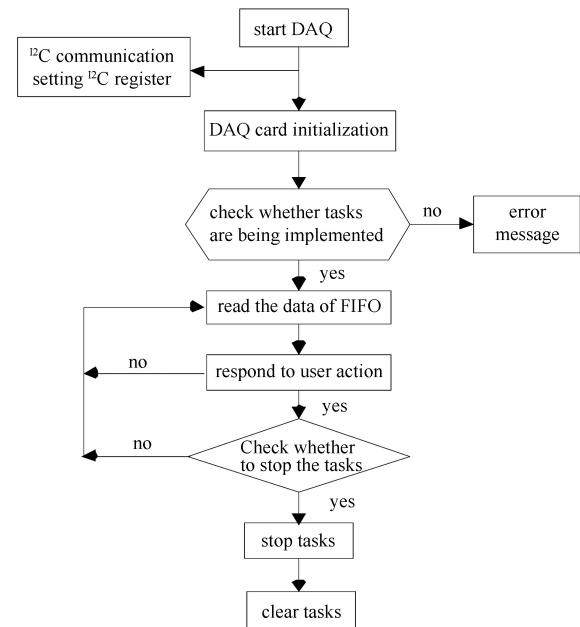 start DAQ
I²C communication
setting I²C register
DAQ card initialization
check whether tasks
are being implemented
no
error
message
yes
read the data of FIFO
no
respond to user action
yes
no
Check whether
to stop the tasks
yes
stop tasks
clear tasks